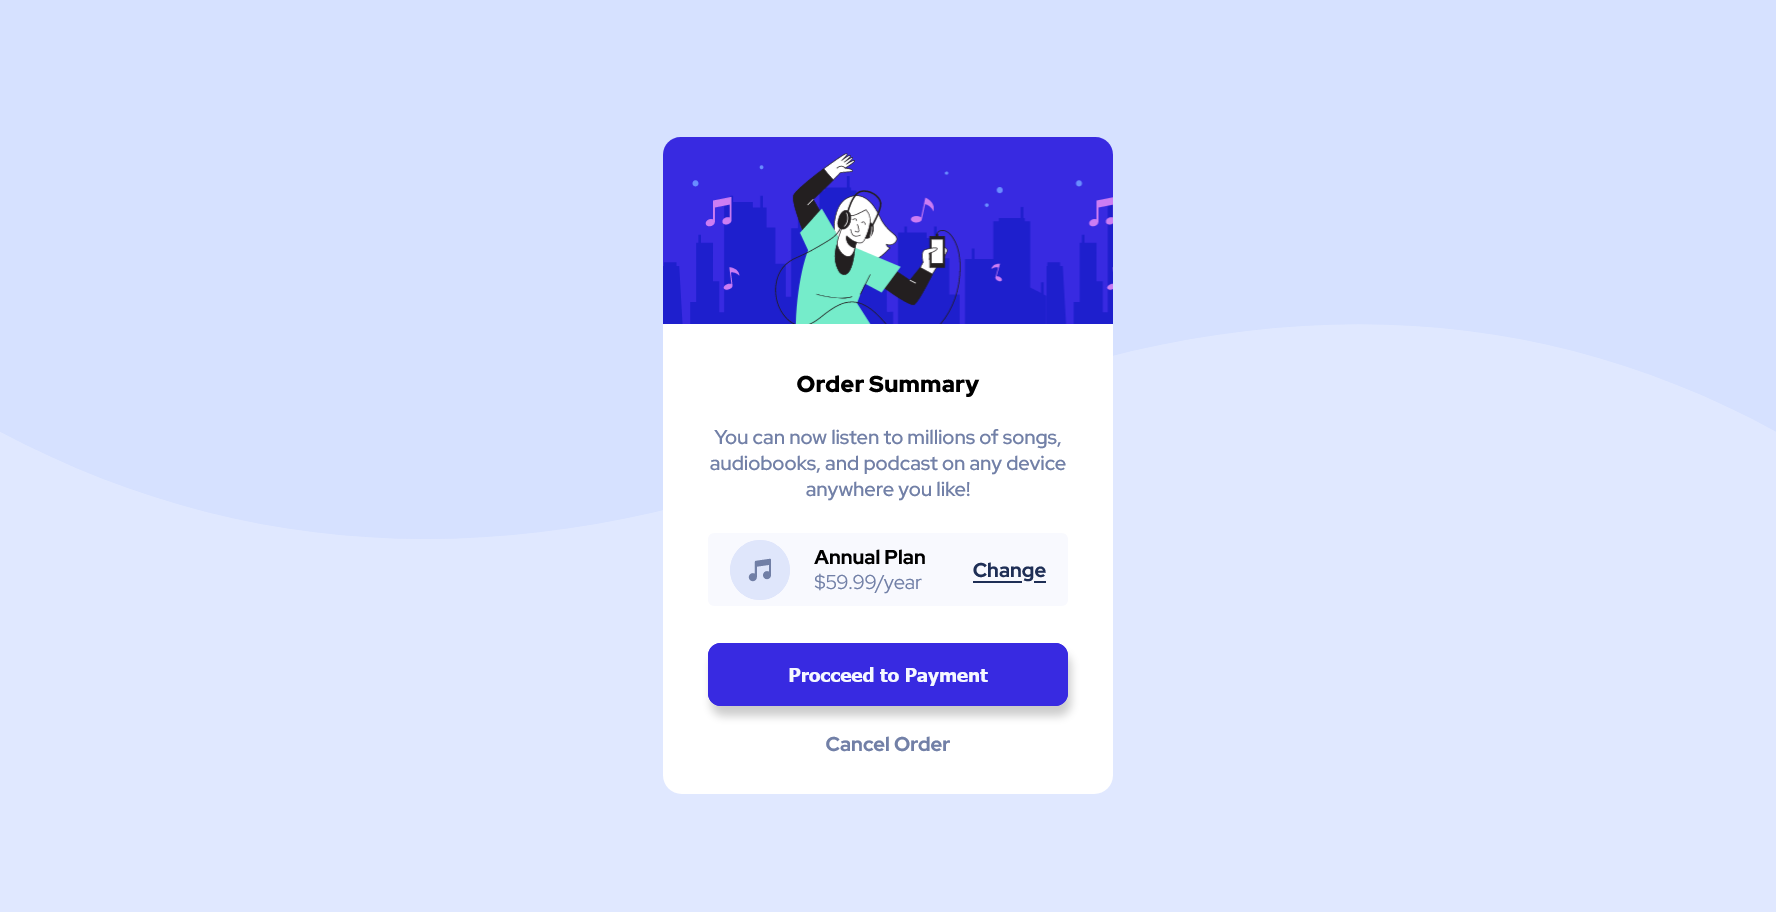 Order Summary
You can now listen to millions of songs,
audiobooks, and podcast on any device
anywhere you like!
Annual Plan
$59.99/year
Change
Procceed to Payment
Cancel Order